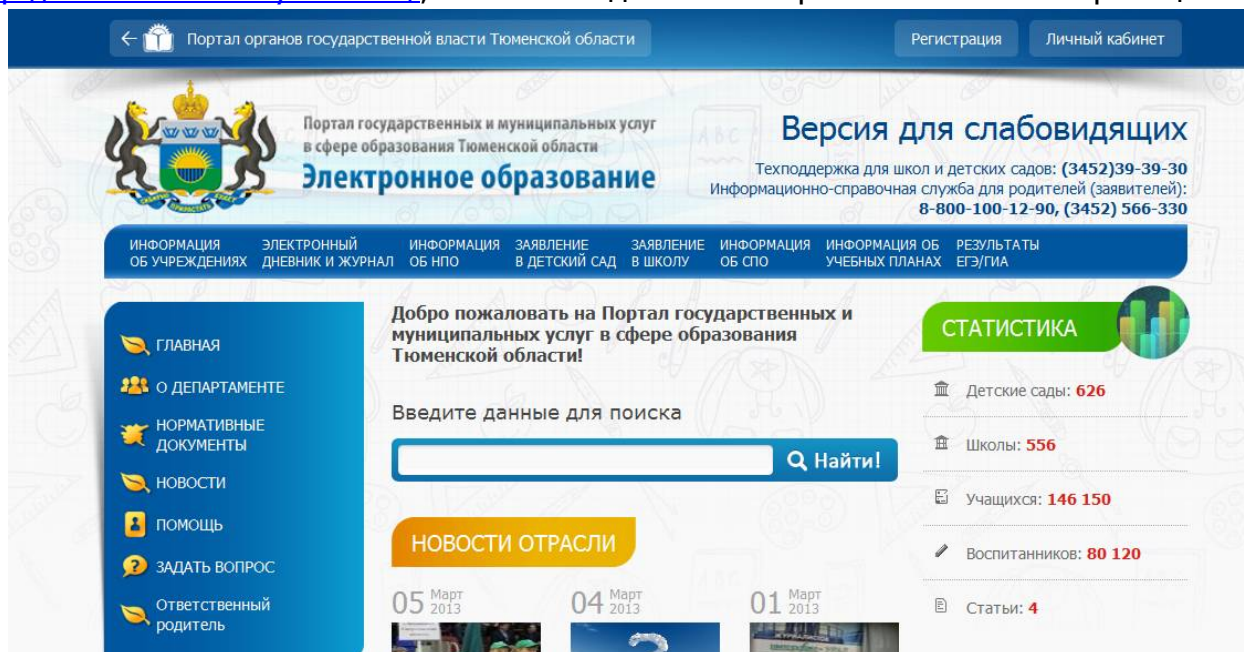 Портал органов государственной власти Тюменской области
Регистрация
Личный кабинет
Портал государственных и муниципальных услуг
в сфере образования Тюменской области
Электронное образование
Версия для слабовидящих
Техподдержка для школ и детских садов: (3452)39-39-30
Информационно-справочная служба для родителей (заявителей):
8-800-100-12-90, (3452) 566-330
ИНФОРМАЦИЯ
ОБ УЧРЕЖДЕНИЯХ
ЭЛЕКТРОННЫЙ
ДНЕВНИК И ЖУРНАЛ
ИНФОРМАЦИЯ
ОБ НПО
ЗАЯВЛЕНИЕ
В ДЕТСКИЙ САД
ЗАЯВЛЕНИЕ
В ШКОЛУ
ИНФОРМАЦИЯ
ОБ СПО
ИНФОРМАЦИЯ ОБ
УЧЕБНЫХ ПЛАНАХ
РЕЗУЛЬТАТЫ
ЕГЭ/ГИА
ГЛАВНАЯ
О ДЕПАРТАМЕНТЕ
НОРМАТИВНЫЕ
ДОКУМЕНТЫ
НОВОСТИ
ПОМОЩЬ
ЗАДАТЬ ВОПРОС
Ответственный
родитель
Добро пожаловать на Портал государственных и
муниципальных услуг в сфере образования
Тюменской области!
Введите данные для поиска
Найти!
НОВОСТИ ОТРАСЛИ
05 Март 2013
04 Март 2013
01 Март 2013
СТАТИСТИКА
Детские сады: 626
Школы: 556
Учащихся: 146 150
Воспитанников: 80 120
Статьи: 4